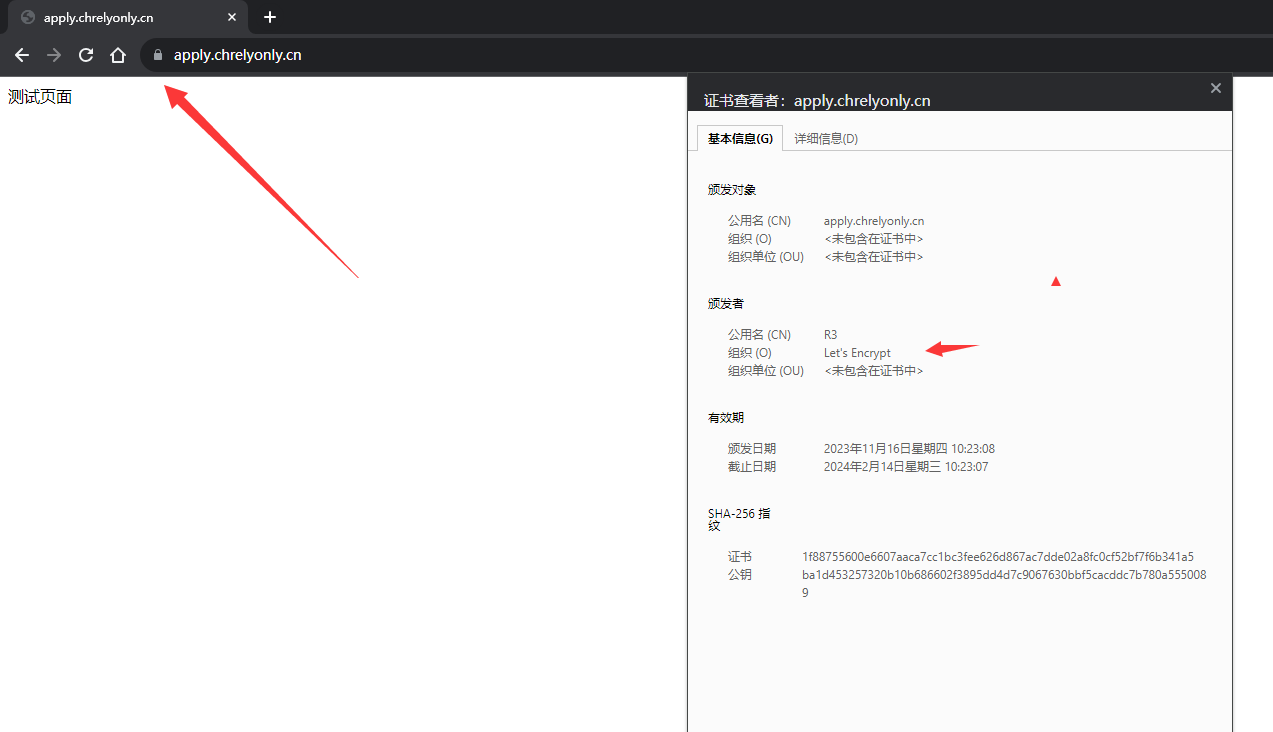 apply.chrelyonly.cn
apply.chrelyonly.cn
测试页面
证书查看者：apply.chrelyonly.cn
基本信息(G) 详细信息(D)
颁发对象
公用名 (CN) apply.chrelyonly.cn
组织 (O) <未包含在证书中>
组织单位 (OU) <未包含在证书中>
颁发者
公用名 (CN) R3
组织 (O) Let's Encrypt
组织单位 (OU) <未包含在证书中>
有效期
颁发日期 2023年11月16日星期四 10:23:08
截止日期 2024年2月14日星期三 10:23:07
SHA-256 指
纹
证书 1f88755600e6607aaca7cc1bc3fee626d867ac7dde02a8fc0cf52bf7f6b341a5
公钥 ba1d453257320b10b686602f3895dd4d7c9067630bbf5cacddc7b780a555008
9